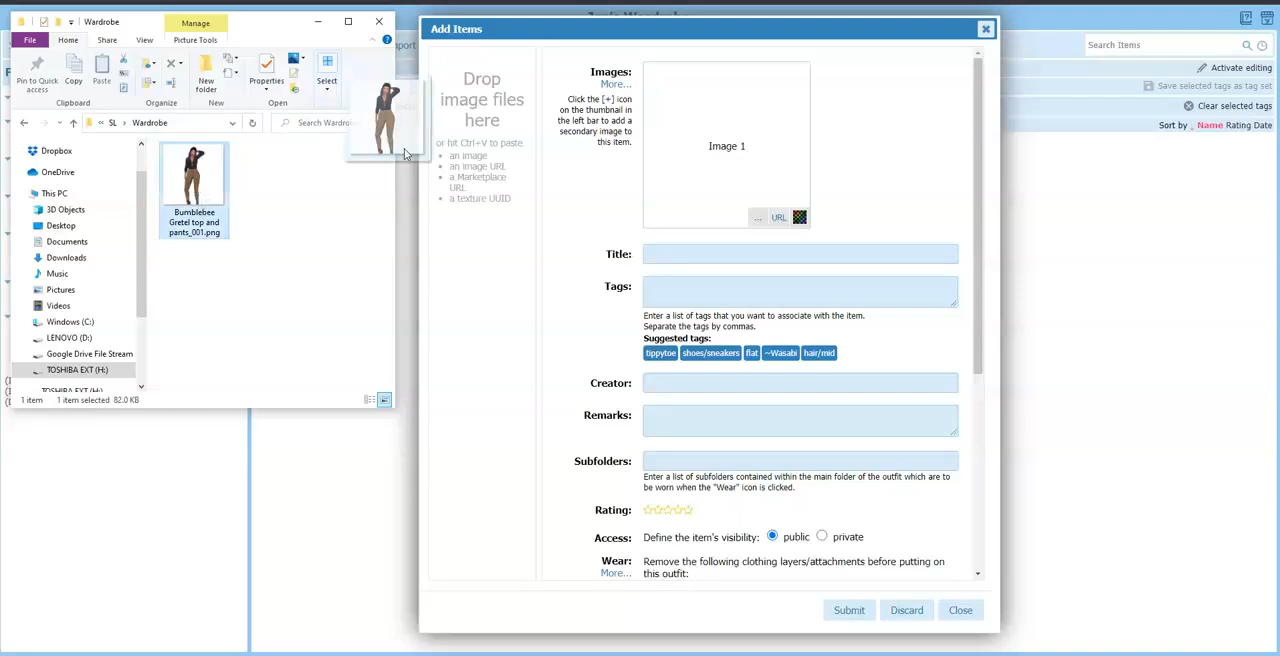 Wardrobe
Manage
File
Home
Share
View
Picture Tools
Pin to Quick
access
Copy
Paste
New
folder
Properties
Select
Clipboard
Organize
New
Open
SL
Wardrobe
Search Wardro
Dropbox
OneDrive
This PC
3D Objects
Desktop
Documents
Downloads
Music
Pictures
Videos
Windows (C:)
LENOVO (D:)
Google Drive File Stream
TOSHIBA EXT (H:)
TOSHIBA EXT (H:)
1 item
1 item selected 82.0 KB
Bumblebee
Gretel top and
pants_001.png
Add Items
Drop
image files
here
or hit Ctrl+V to paste
• an image
• an image URL
• a Marketplace
URL
• a texture UUID
Images:
More...
Click the [+] icon
on the thumbnail in
the left bar to add a
secondary image to
this item.
Image 1
... URL
Title:
Tags:
Enter a list of tags that you want to associate with the item.
Separate the tags by commas.
Suggested tags:
tippytoe shoes/sneakers flat ~Wasabi hair/mid
Creator:
Remarks:
Subfolders:
Enter a list of subfolders contained within the main folder of the outfit which are to
be worn when the "Wear" icon is clicked.
Rating:
Access: Define the item's visibility: public private
Wear: Remove the following clothing layers/attachments before putting on
More... this outfit:
Submit Discard Close
Search Items
Activate editing
Save selected tags as tag set
Clear selected tags
Sort by Name Rating Date